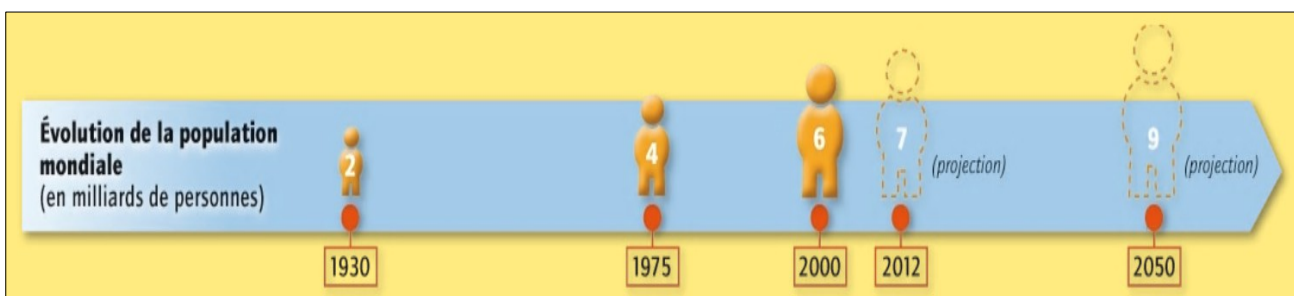 Évolution de la population
mondiale
(en milliards de personnes)
2
4
6
7
(projection)
9
(projection)
1930
1975
2000
2012
2050